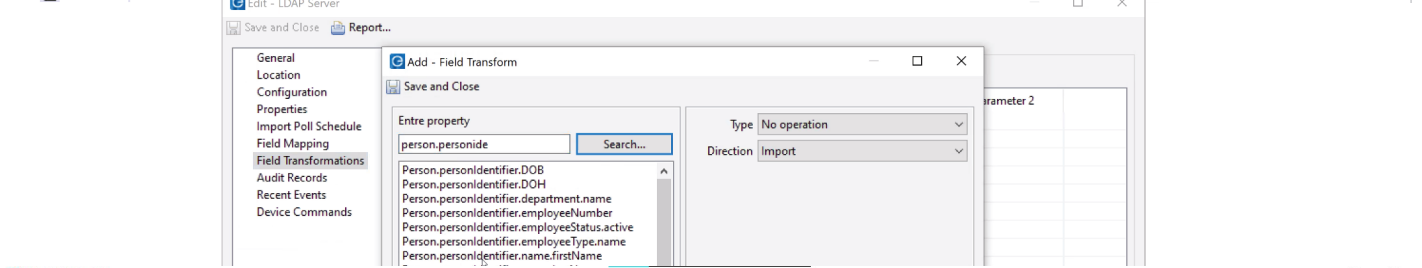 Edit - LDAP Server
Save and Close Report...
General
Location
Configuration
Properties
Import Poll Schedule
Field Mapping
Field Transformations
Audit Records
Recent Events
Device Commands
Add - Field Transform
Save and Close
Entre property
person.personide Search...
Person.personIdentifier.DOB
Person.personIdentifier.DOH
Person.personIdentifier.department.name
Person.personIdentifier.employeeNumber
Person.personIdentifier.employeeStatus.active
Person.personIdentifier.employeeType.name
Person.personIdentifier.name.firstName
Type No operation
Direction Import
arameter 2